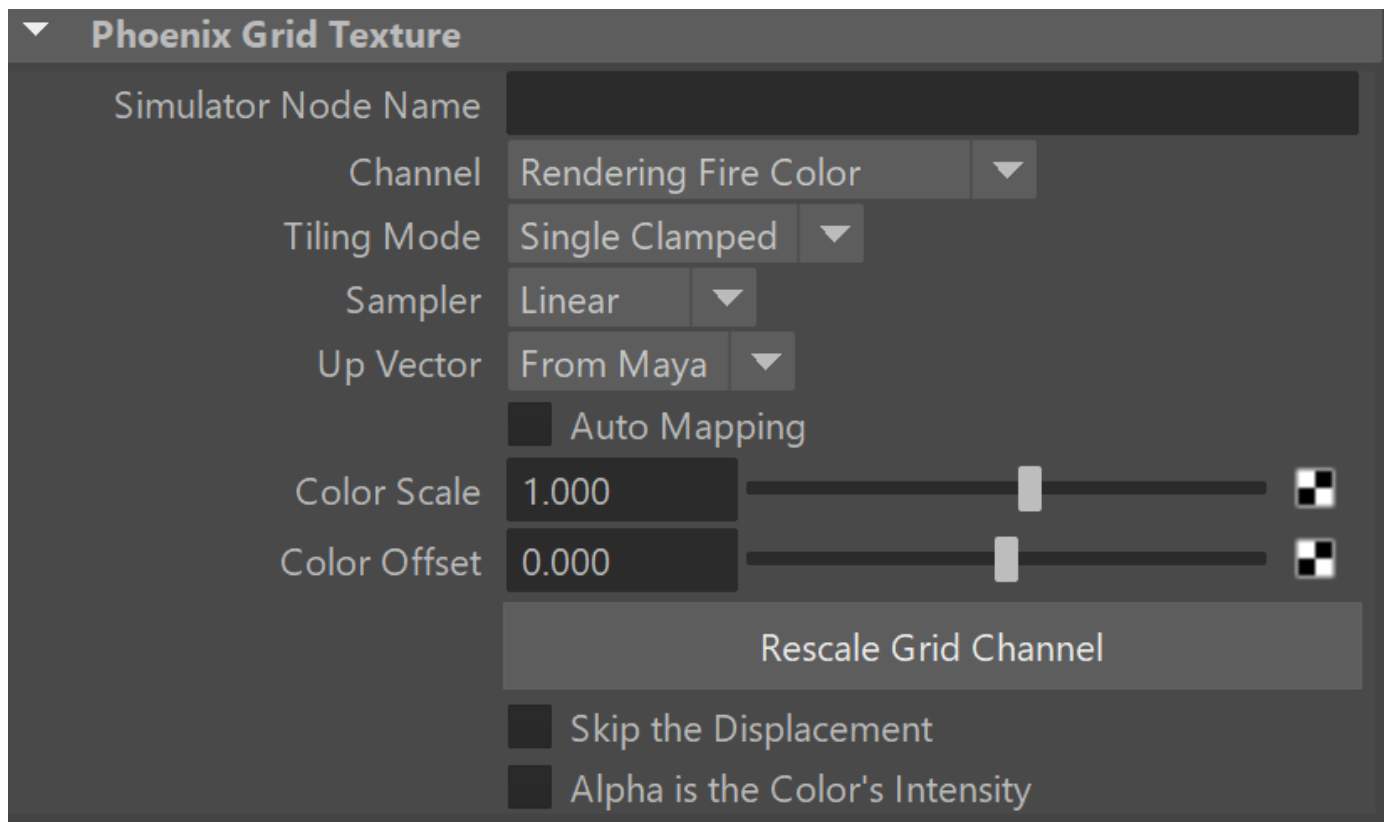 Phoenix Grid Texture
Simulator Node Name
Channel Rendering Fire Color
Tiling Mode Single Clamped
Sampler Linear
Up Vector From Maya
Auto Mapping
Color Scale 1.000
Color Offset 0.000
Rescale Grid Channel
Skip the Displacement
Alpha is the Color's Intensity